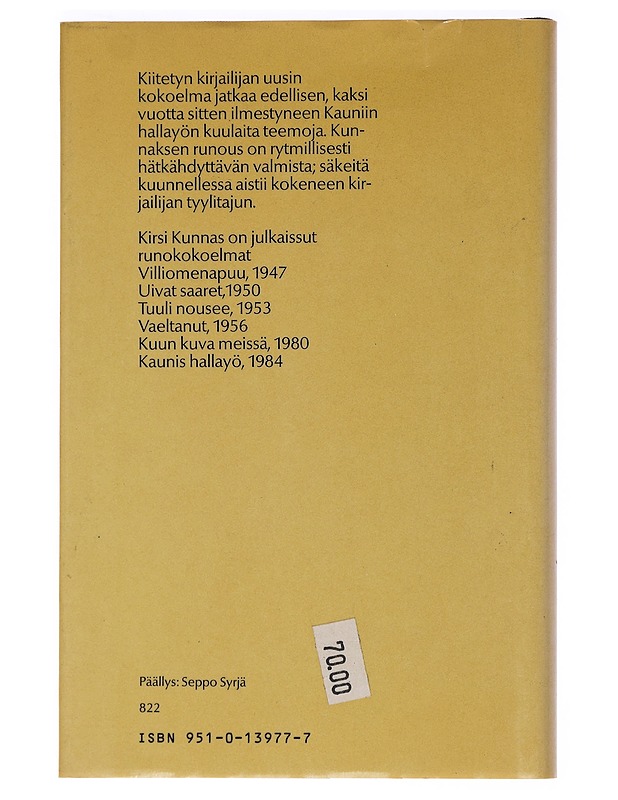 Kiitetyn kirjailijan uusin
kokoelma jatkaa edellisen, kaksi
vuotta sitten ilmestyneen Kauniin
hallayön kuulaita teemoja. Kun-
naksen runous on rytmillisesti
hätkähdyttävän valmista; säkeitä
kuunnellessa aistii kokeneen kir-
jailijan tyylitajun.
Kirsi Kunnas on julkaissut
runokokoelmat
Villiomenapuu, 1947
Uivat saaret,1950
Tuuli nousee, 1953
Vaeltanut, 1956
Kuun kuva meissä, 1980
Kaunis hallayö, 1984
70.00
Päällys: Seppo Syrjä
822
ISBN 951-0-13977-7